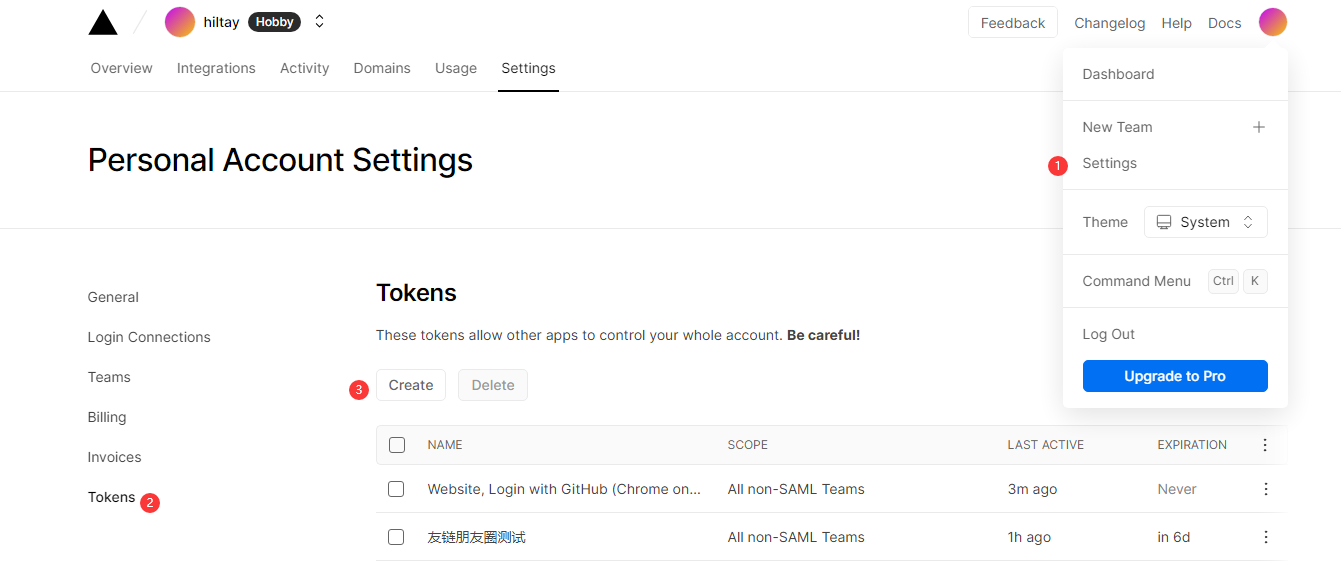 hiltay Hobby
Feedback Changelog Help Docs
Overview Integrations Activity Domains Usage Settings
Dashboard
New Team
1 Settings
Theme System
Command Menu Ctrl K
Log Out
Upgrade to Pro
Personal Account Settings
General
Login Connections
Teams
Billing
Invoices
Tokens 2
Tokens
These tokens allow other apps to control your whole account. Be careful!
3 Create Delete
NAME SCOPE LAST ACTIVE EXPIRATION
Website, Login with GitHub (Chrome on... All non-SAML Teams 3m ago Never
友链朋友圈测试 All non-SAML Teams 1h ago in 6d